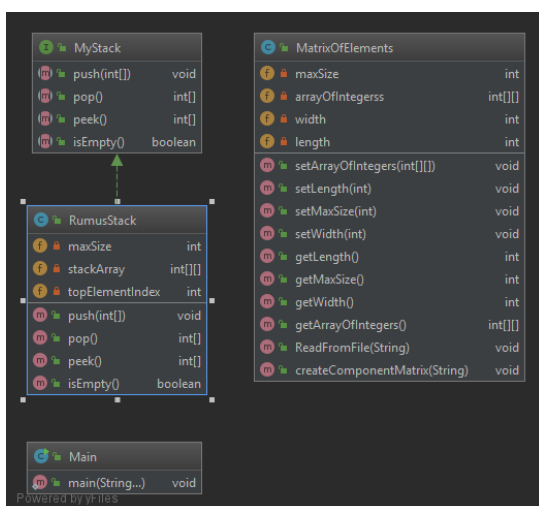 MyStack
push(int[]) void
pop() int[]
peek() int[]
isEmpty() boolean
RumusStack
maxSize int
stackArray int[][]
topElementIndex int
push(int[]) void
pop() int[]
peek() int[]
isEmpty() boolean
Main
main(String...) void
Powered by yFiles
MatrixOfElements
maxSize int
arrayOfIntegerss int[][]
width int
length int
setArrayOfIntegers(int[][]) void
setLength(int) void
setMaxSize(int) void
setWidth(int) void
getLength() int
getMaxSize() int
getWidth() int
getArrayOfIntegers() int[][]
ReadFromFile(String) void
createComponentMatrix(String) void